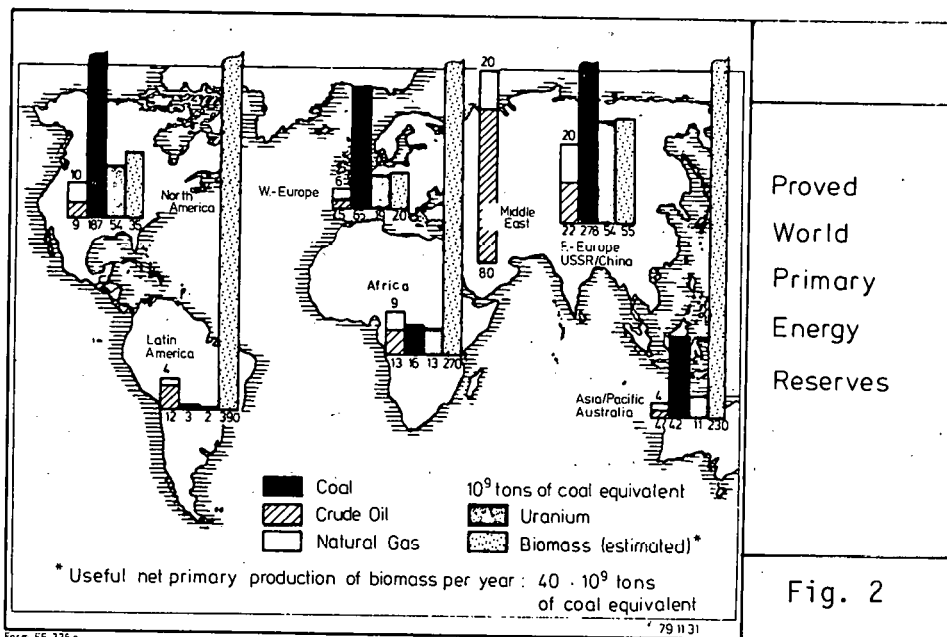 20
20
10
North
America
9 187 54 35
W.-Europe
6
7,5 65 19 20
Middle
East
80
E.-Europe
USSR/China
22 278 54 55
Africa
9
13 16 13 270
Latin
America
4
12 3 2 390
Asia/Pacific
Australia
4
4 42 11 230
Coal
Crude Oil
Natural Gas
10⁹ tons of coal equivalent
Uranium
Biomass (estimated)*
* Useful net primary production of biomass per year : 40 · 10⁹ tons
of coal equivalent
79 11 31
Proved
World
Primary
Energy
Reserves
Fig. 2